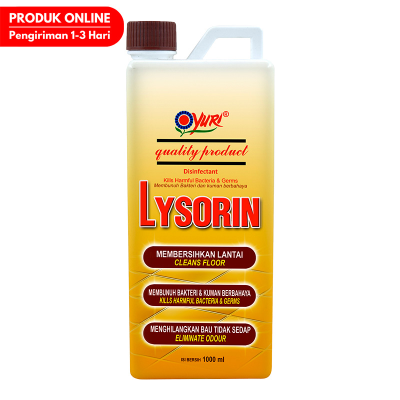 PRODUK ONLINE
Pengiriman 1-3 Hari
YURI®
quality product
Disinfectant
Kills Harmful Bacteria & Germs
Membunuh Bakteri dan kuman berbahaya
LYSORIN
MEMBERSIHKAN LANTAI
CLEANS FLOOR
MEMBUNUH BAKTERI & KUMAN BERBAHAYA
KILLS HARMFUL BACTERIA & GERMS
MENGHILANGKAN BAU TIDAK SEDAP
ELIMINATE ODOUR
ISI BERSIH 1000 ml